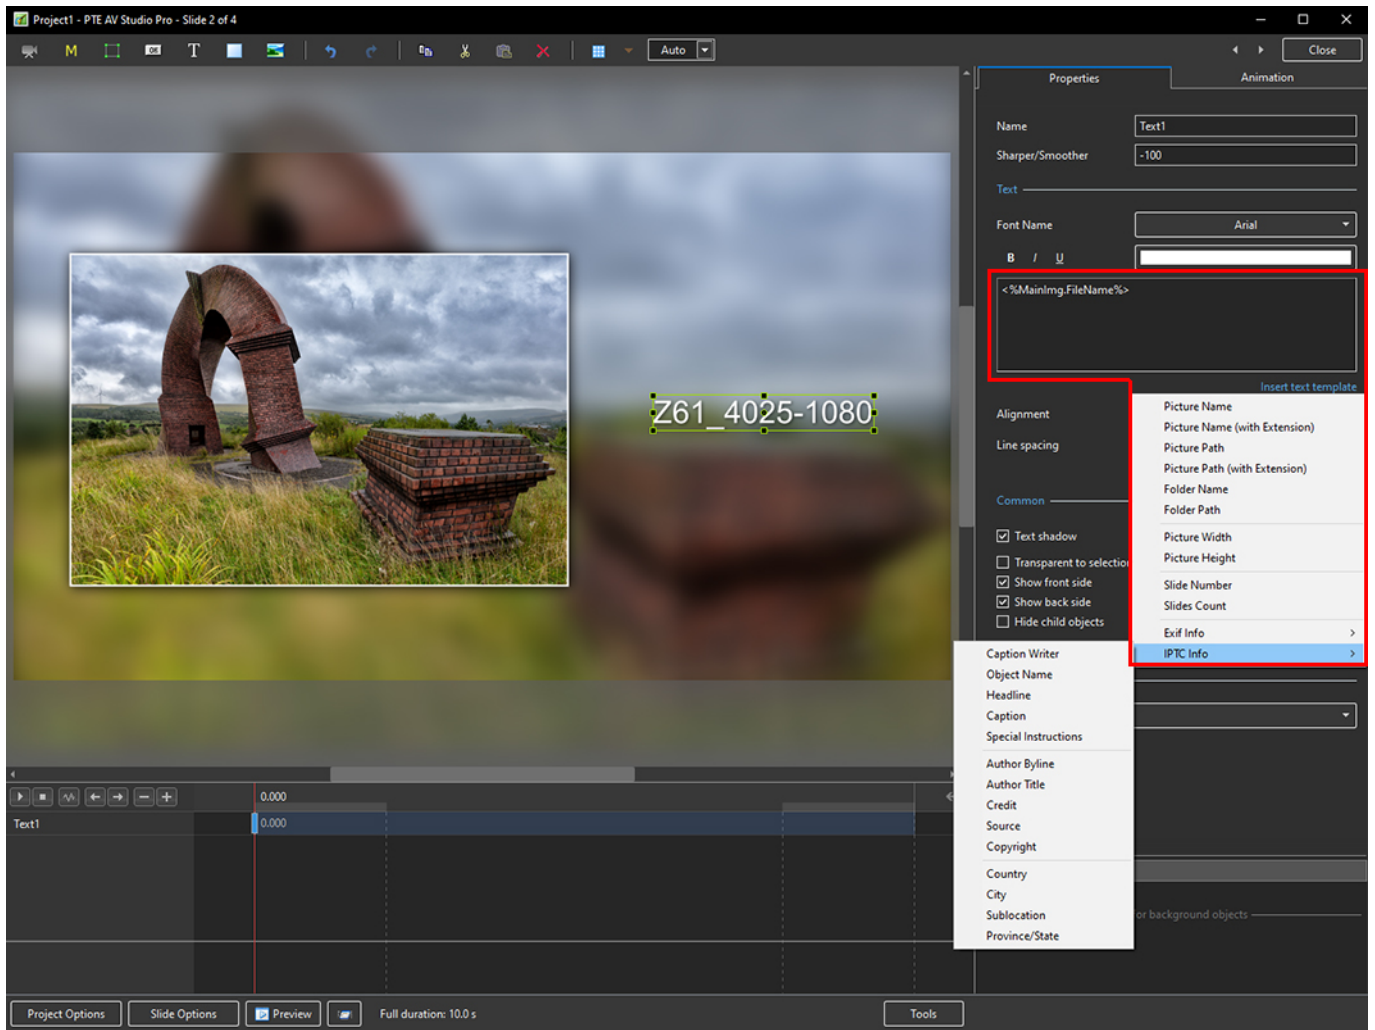 Project1 - PTE AV Studio Pro - Slide 2 of 4
M
OK
T
Auto
Close
Properties
Animation
Name
Text1
Sharper/Smoother
-100
Text
Font Name
Arial
B I U
<%MainImg.FileName%>
Insert text template
Z61_4025-1080
Alignment
Line spacing
Common
Text shadow
Transparent to selection
Show front side
Show back side
Hide child objects
Picture Name
Picture Name (with Extension)
Picture Path
Picture Path (with Extension)
Folder Name
Folder Path
Picture Width
Picture Height
Slide Number
Slides Count
Exif Info
IPTC Info
Caption Writer
Object Name
Headline
Caption
Special Instructions
Author Byline
Author Title
Credit
Source
Copyright
Country
City
Sublocation
Province/State
or background objects
0.000
Text1
0.000
Project Options
Slide Options
Preview
Full duration: 10.0 s
Tools